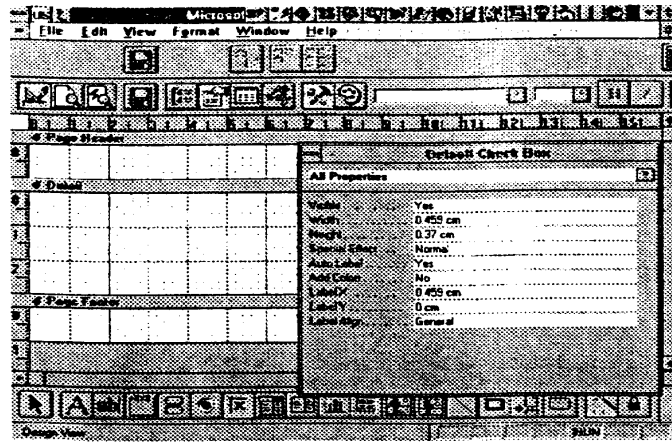 Microsoft
File Edit View Format Window Help
Page Header
Detail
Page Footer
Default Check Box
All Properties
Visible Yes
Width 0.459 cm
Height 0.37 cm
Special Effect Normal
Auto Label Yes
Add Colon No
Label X 0.459 cm
Label Y 0 cm
Label Align General
Design View
NUM